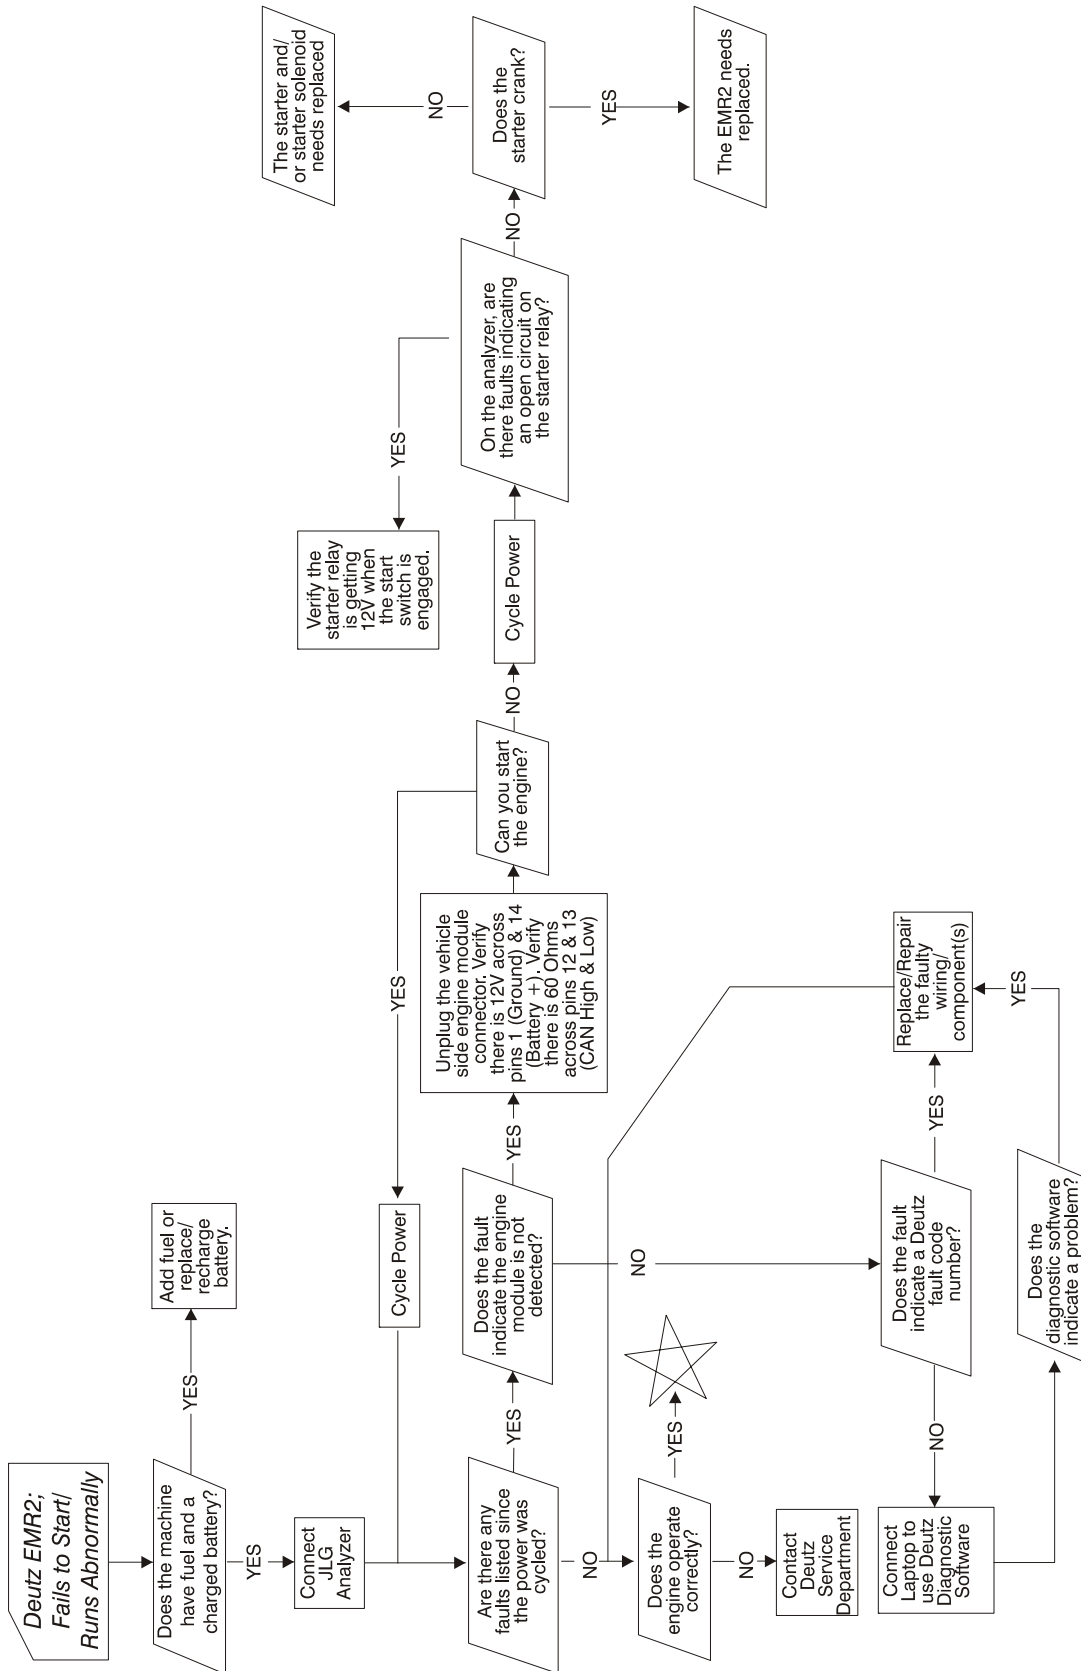 Deutz EMR2;
Fails to Start/
Runs Abnormally
Does the machine
have fuel and a
charged battery?
YES
Add fuel or
replace/
recharge
battery.
YES
Connect
JLG
Analyzer
Are there any
faults listed since
the power was
cycled?
YES
Does the fault
indicate the engine
module is not
detected?
YES
Unplug the vehicle
side engine module
connector. Verify
there is 12V across
pins 1 (Ground) & 14
(Battery +). Verify
there is 60 Ohms
across pins 12 & 13
(CAN High & Low)
Can you start
the engine?
YES
Cycle Power
NO
Cycle Power
On the analyzer, are
there faults indicating
an open circuit on
the starter relay?
YES
Verify the
starter relay
is getting
12V when
the start
switch is
engaged.
NO
Does the
starter crank?
NO
The starter and/
or starter solenoid
needs replaced
YES
The EMR2 needs
replaced.
NO
Does the
engine operate
correctly?
YES
NO
Contact
Deutz
Service
Department
NO
Does the fault
indicate a Deutz
fault code
number?
YES
Replace/Repair
the faulty
wiring/
component(s)
NO
Connect
Laptop to
use Deutz
Diagnostic
Software
Does the
diagnostic software
indicate a problem?
YES